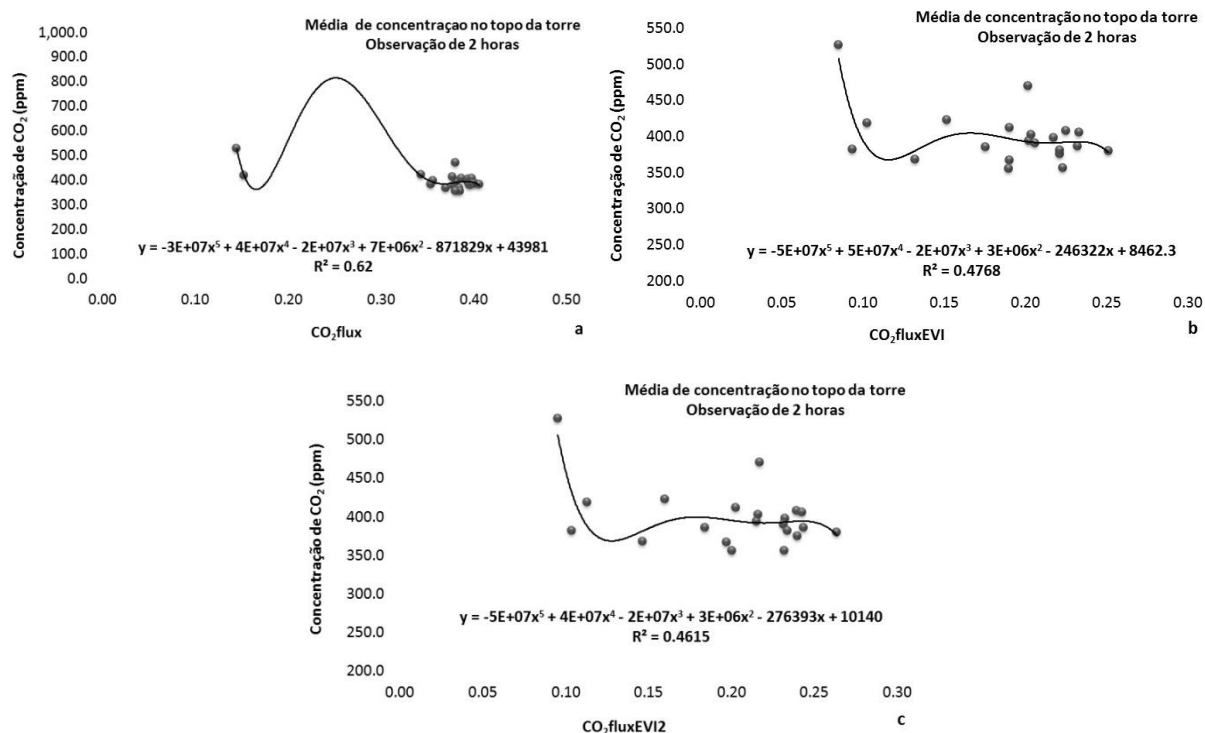 Média de concentraçao no topo da torre
Observação de 2 horas
Concentração de CO₂ (ppm)
1,000.0
900.0
800.0
700.0
600.0
500.0
400.0
300.0
200.0
100.0
0.0
y = -3E+07x⁵ + 4E+07x⁴ - 2E+07x³ + 7E+06x² - 871829x + 43981
R² = 0.62
0.00 0.10 0.20 0.30 0.40 0.50
CO₂flux
a
Média de concentração no topo da torre
Observação de 2 horas
Concentração de CO₂ (ppm)
550.0
500.0
450.0
400.0
350.0
300.0
250.0
200.0
y = -5E+07x⁵ + 5E+07x⁴ - 2E+07x³ + 3E+06x² - 246322x + 8462.3
R² = 0.4768
0.00 0.05 0.10 0.15 0.20 0.25 0.30
CO₂fluxEVI
b
Média de concentração no topo da torre
Observação de 2 horas
Concentração de CO₂ (ppm)
550.0
500.0
450.0
400.0
350.0
300.0
250.0
200.0
y = -5E+07x⁵ + 4E+07x⁴ - 2E+07x³ + 3E+06x² - 276393x + 10140
R² = 0.4615
0.00 0.05 0.10 0.15 0.20 0.25 0.30
CO₂fluxEVI2
c